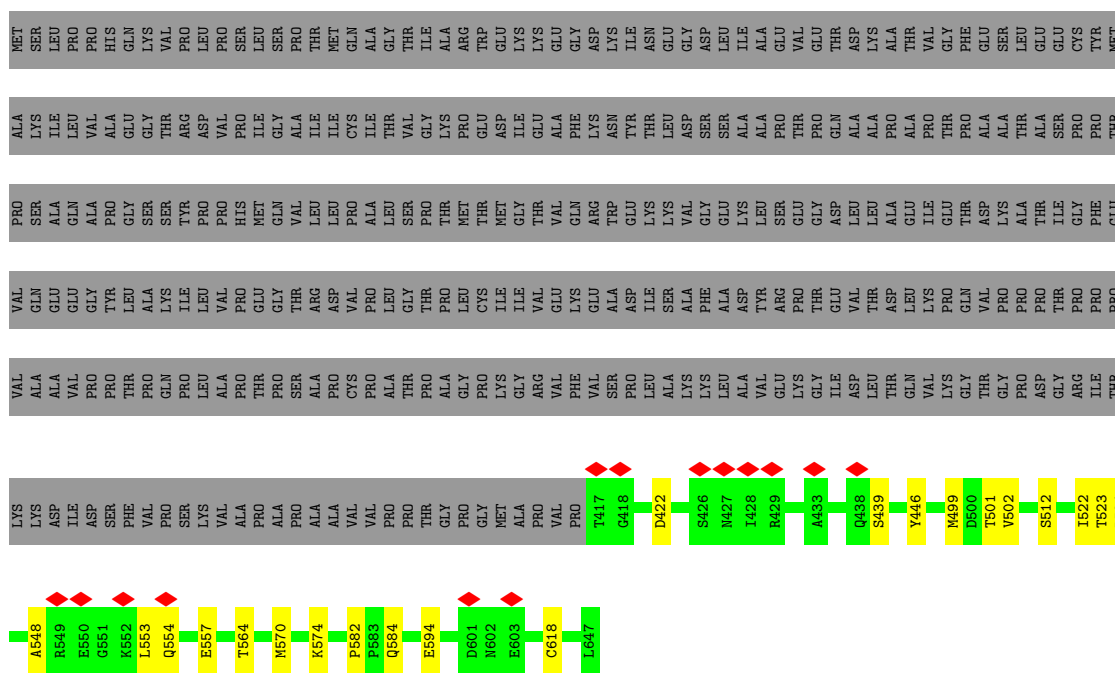 MET SER LEU PRO PRO HIS GLN LYS VAL PRO LEU PRO SER LEU SER PRO THR MET GLN ALA GLY THR ILE ALA ARG TRP GLU LYS LYS GLU GLY ASP LYS ILE ASN GLU GLY ASP LEU ILE ALA GLU VAL GLU THR ASP LYS ALA THR VAL GLY PHE GLU SER LEU GLU GLU CYS TYR MET
ALA LYS ILE LEU VAL ALA GLU GLY THR ARG ASP VAL PRO ILE GLY ALA ILE ILE CYS ILE THR VAL GLY LYS PRO GLU ASP ILE GLU ALA PHE LYS ASN TYR THR LEU ASP SER SER ALA ALA PRO THR PRO GLN ALA ALA PRO ALA PRO THR PRO ALA ALA THR ALA SER PRO PRO THR
PRO SER ALA GLN ALA PRO GLY SER SER TYR PRO PRO HIS MET GLN VAL LEU LEU PRO ALA LEU SER PRO THR MET THR MET GLY THR VAL GLN ARG TRP GLU LYS LYS VAL GLY GLU LYS LEU SER GLU GLY ASP LEU LEU ALA GLU ILE GLU THR ASP LYS ALA THR ILE GLY PHE GLU
VAL GLN GLU GLU GLY TYR LEU ALA LYS ILE LEU VAL PRO GLU GLY THR ARG ASP VAL PRO LEU GLY THR PRO LEU CYS ILE ILE VAL GLU LYS GLU ALA ASP ILE SER ALA PHE ALA ASP TYR ARG PRO THR GLU VAL THR ASP LEU LYS PRO GLN VAL PRO PRO PRO THR PRO PRO PRO
VAL ALA ALA VAL PRO PRO THR PRO GLN PRO LEU ALA PRO THR PRO SER ALA PRO CYS PRO ALA THR PRO ALA GLY PRO LYS GLY ARG VAL PHE VAL SER PRO LEU ALA LYS LYS LEU ALA VAL GLU LYS GLY ILE ASP LEU THR GLN VAL LYS GLY THR GLY PRO ASP GLY ARG ILE THR
LYS LYS ASP ILE ASP SER PHE VAL PRO SER LYS VAL ALA PRO ALA PRO ALA ALA VAL VAL PRO PRO THR GLY PRO GLY MET ALA PRO VAL PRO T417 G418 D422 S426 N427 I428 R429 A433 Q438 S439 Y446 M499 D500 T501 V502 S512 I522 T523
A548 R549 E550 G551 K552 L553 Q554 E557 T564 M570 K574 P582 P583 Q584 E594 D601 N602 E603 C618 L647